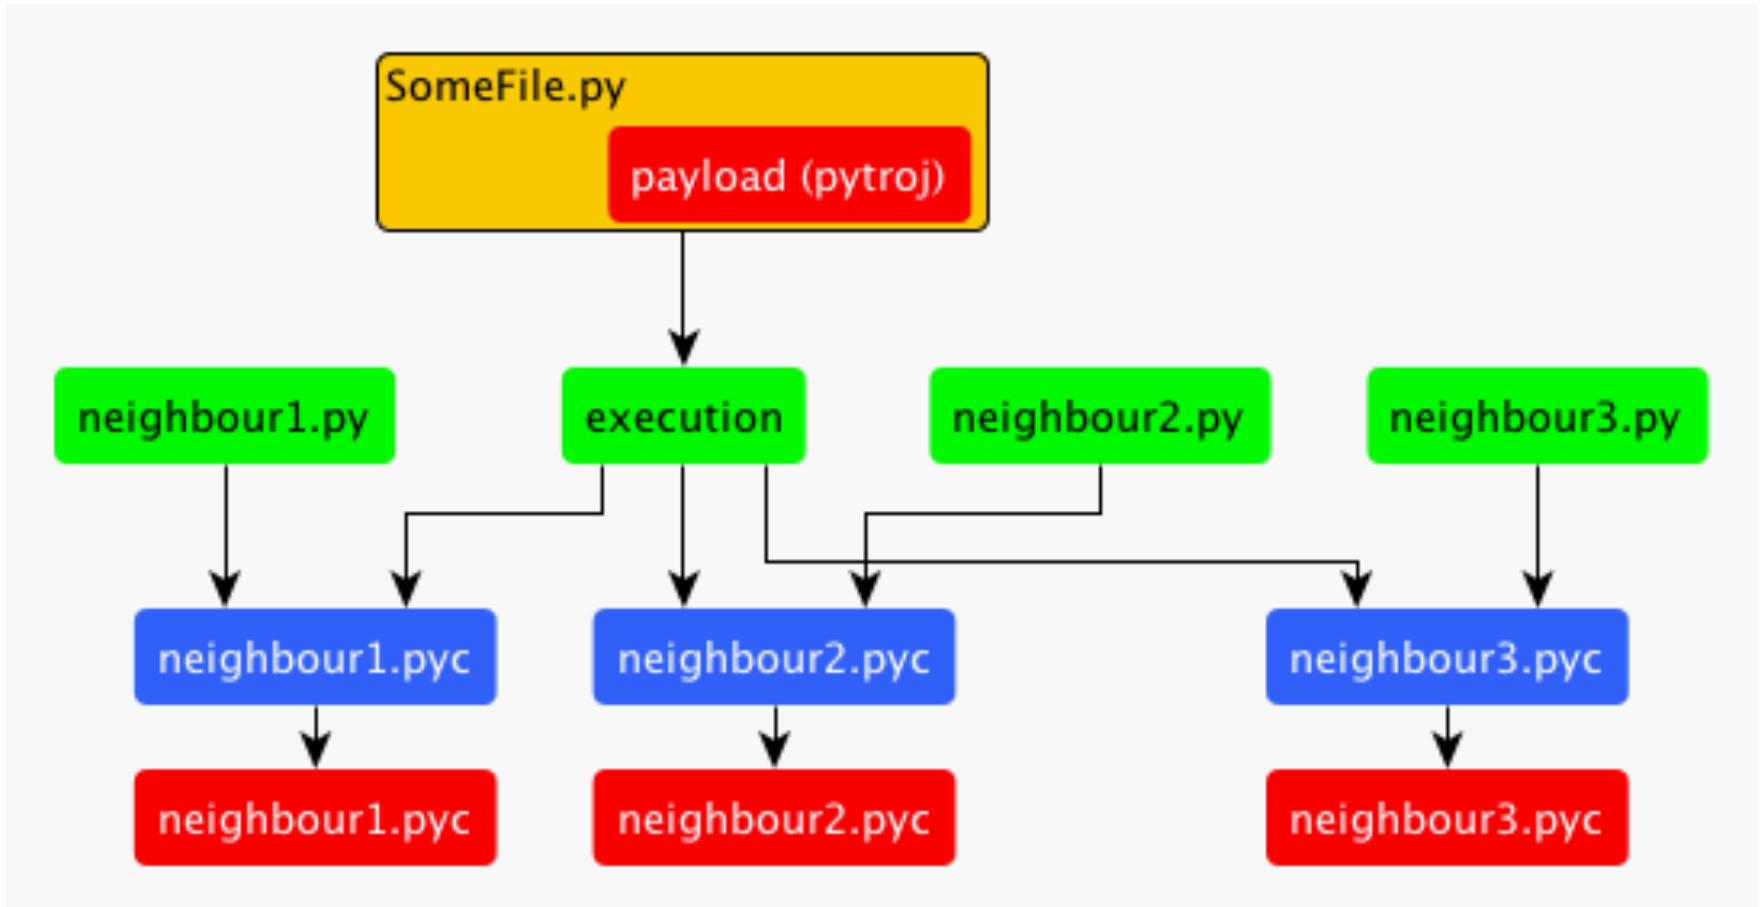 SomeFile.py
payload (pytroj)
neighbour1.py
execution
neighbour2.py
neighbour3.py
neighbour1.pyc
neighbour2.pyc
neighbour3.pyc
neighbour1.pyc
neighbour2.pyc
neighbour3.pyc